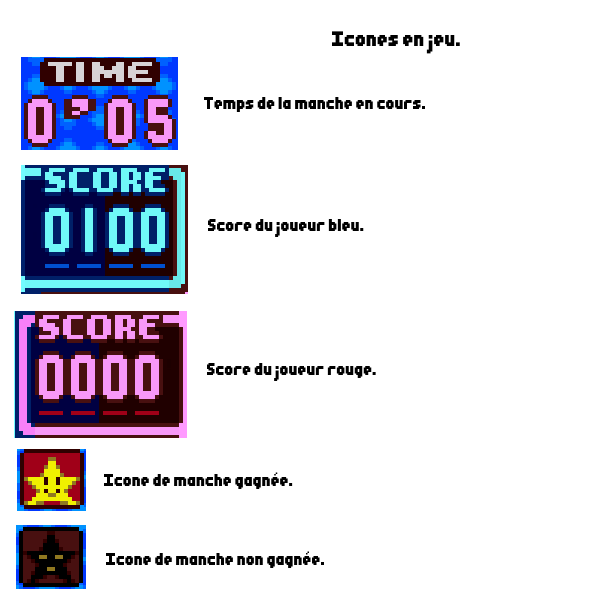 Icones en jeu.
TIME
0'05
Temps de la manche en cours.
SCORE
0100
Score du joueur bleu.
SCORE
0000
Score du joueur rouge.
Icone de manche gagnée.
Icone de manche non gagnée.